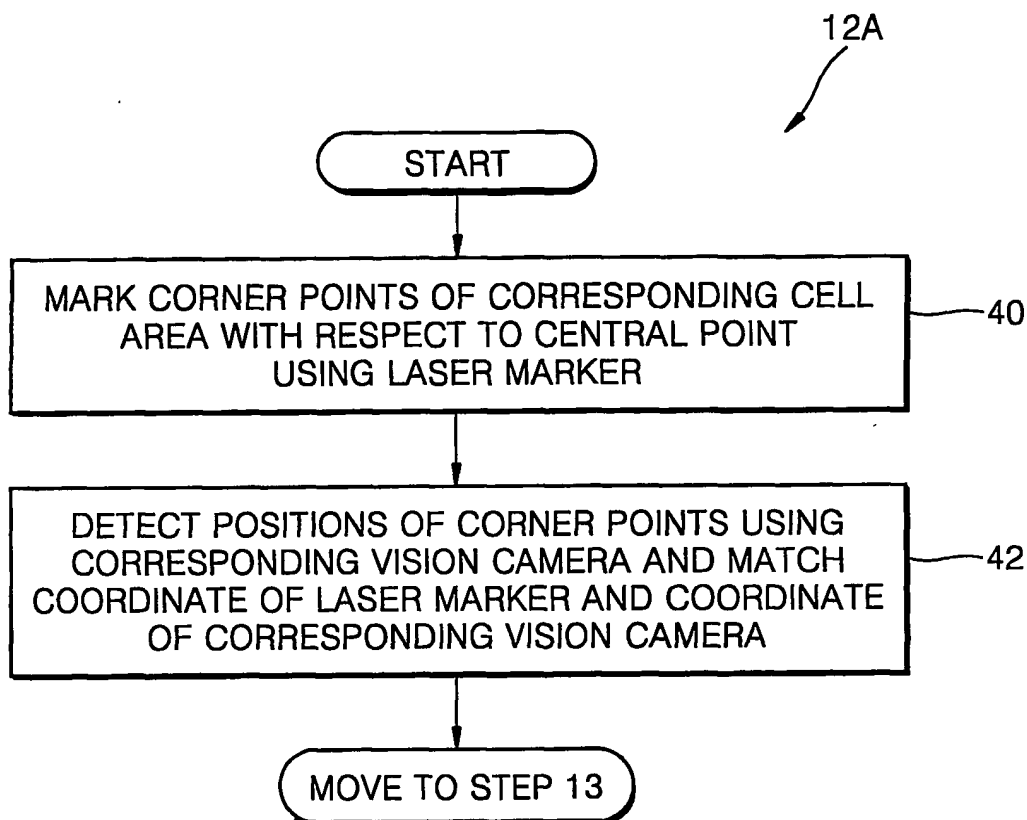 12A
START
MARK CORNER POINTS OF CORRESPONDING CELL
AREA WITH RESPECT TO CENTRAL POINT
USING LASER MARKER
40
DETECT POSITIONS OF CORNER POINTS USING
CORRESPONDING VISION CAMERA AND MATCH
COORDINATE OF LASER MARKER AND COORDINATE
OF CORRESPONDING VISION CAMERA
42
MOVE TO STEP 13